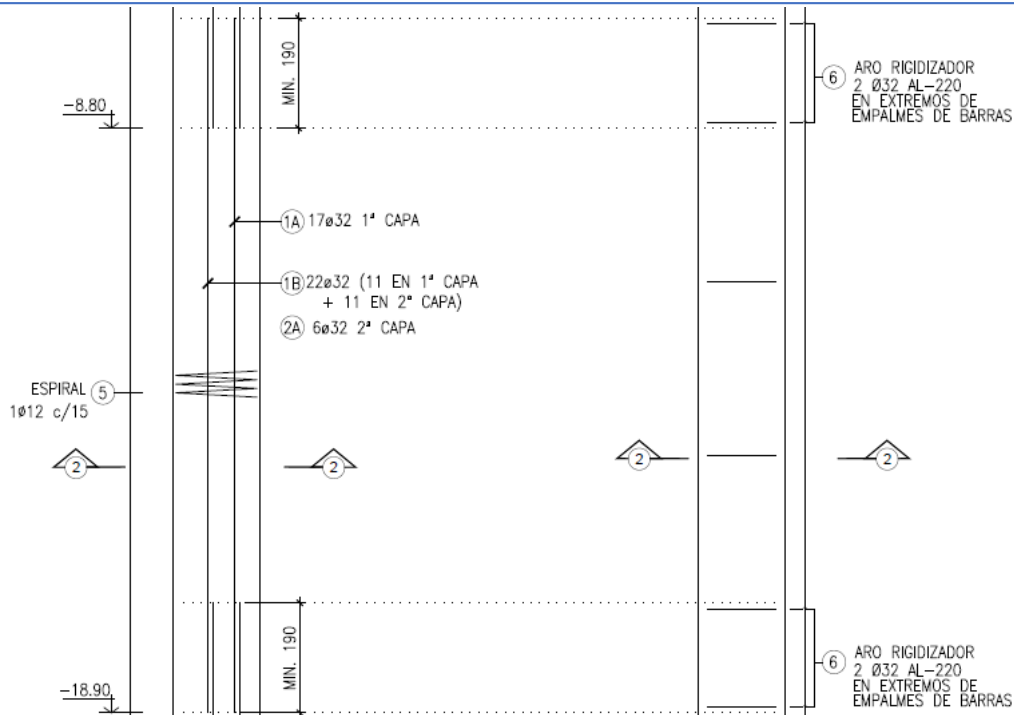 MIN. 190
6
ARO RIGIDIZADOR
2 Ø32 AL-220
EN EXTREMOS DE
EMPALMES DE BARRAS
-8.80
1A 17ø32 1ª CAPA
1B 22ø32 (11 EN 1ª CAPA
+ 11 EN 2ª CAPA)
2A 6ø32 2ª CAPA
ESPIRAL 5
1ø12 c/15
2
2
2
2
MIN. 190
6
ARO RIGIDIZADOR
2 Ø32 AL-220
EN EXTREMOS DE
EMPALMES DE BARRAS
-18.90